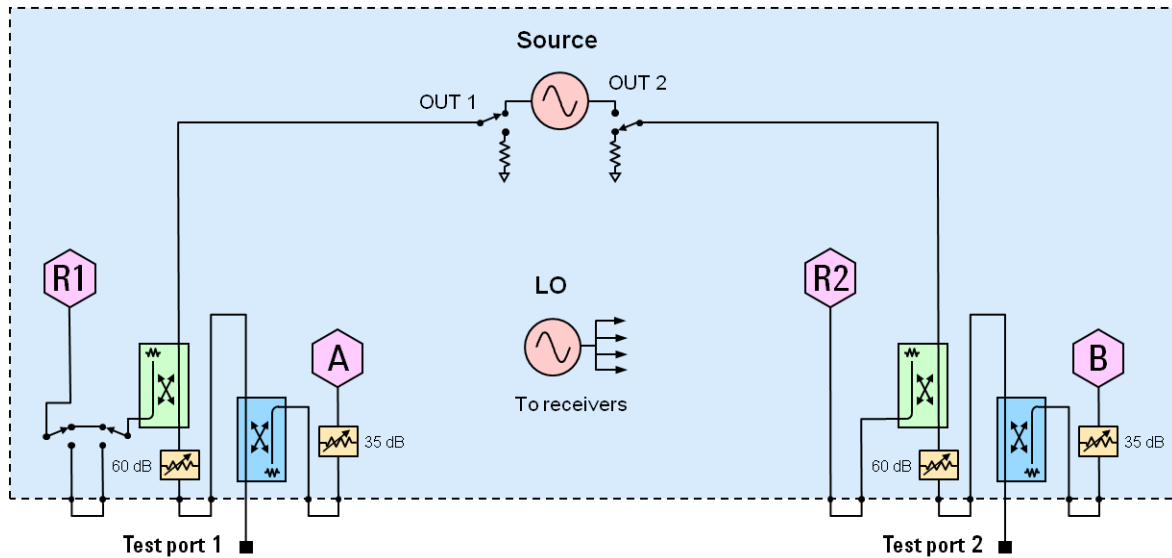 Source
OUT 1
OUT 2
R1
R2
LO
A
B
To receivers
35 dB
35 dB
60 dB
60 dB
Test port 1
Test port 2